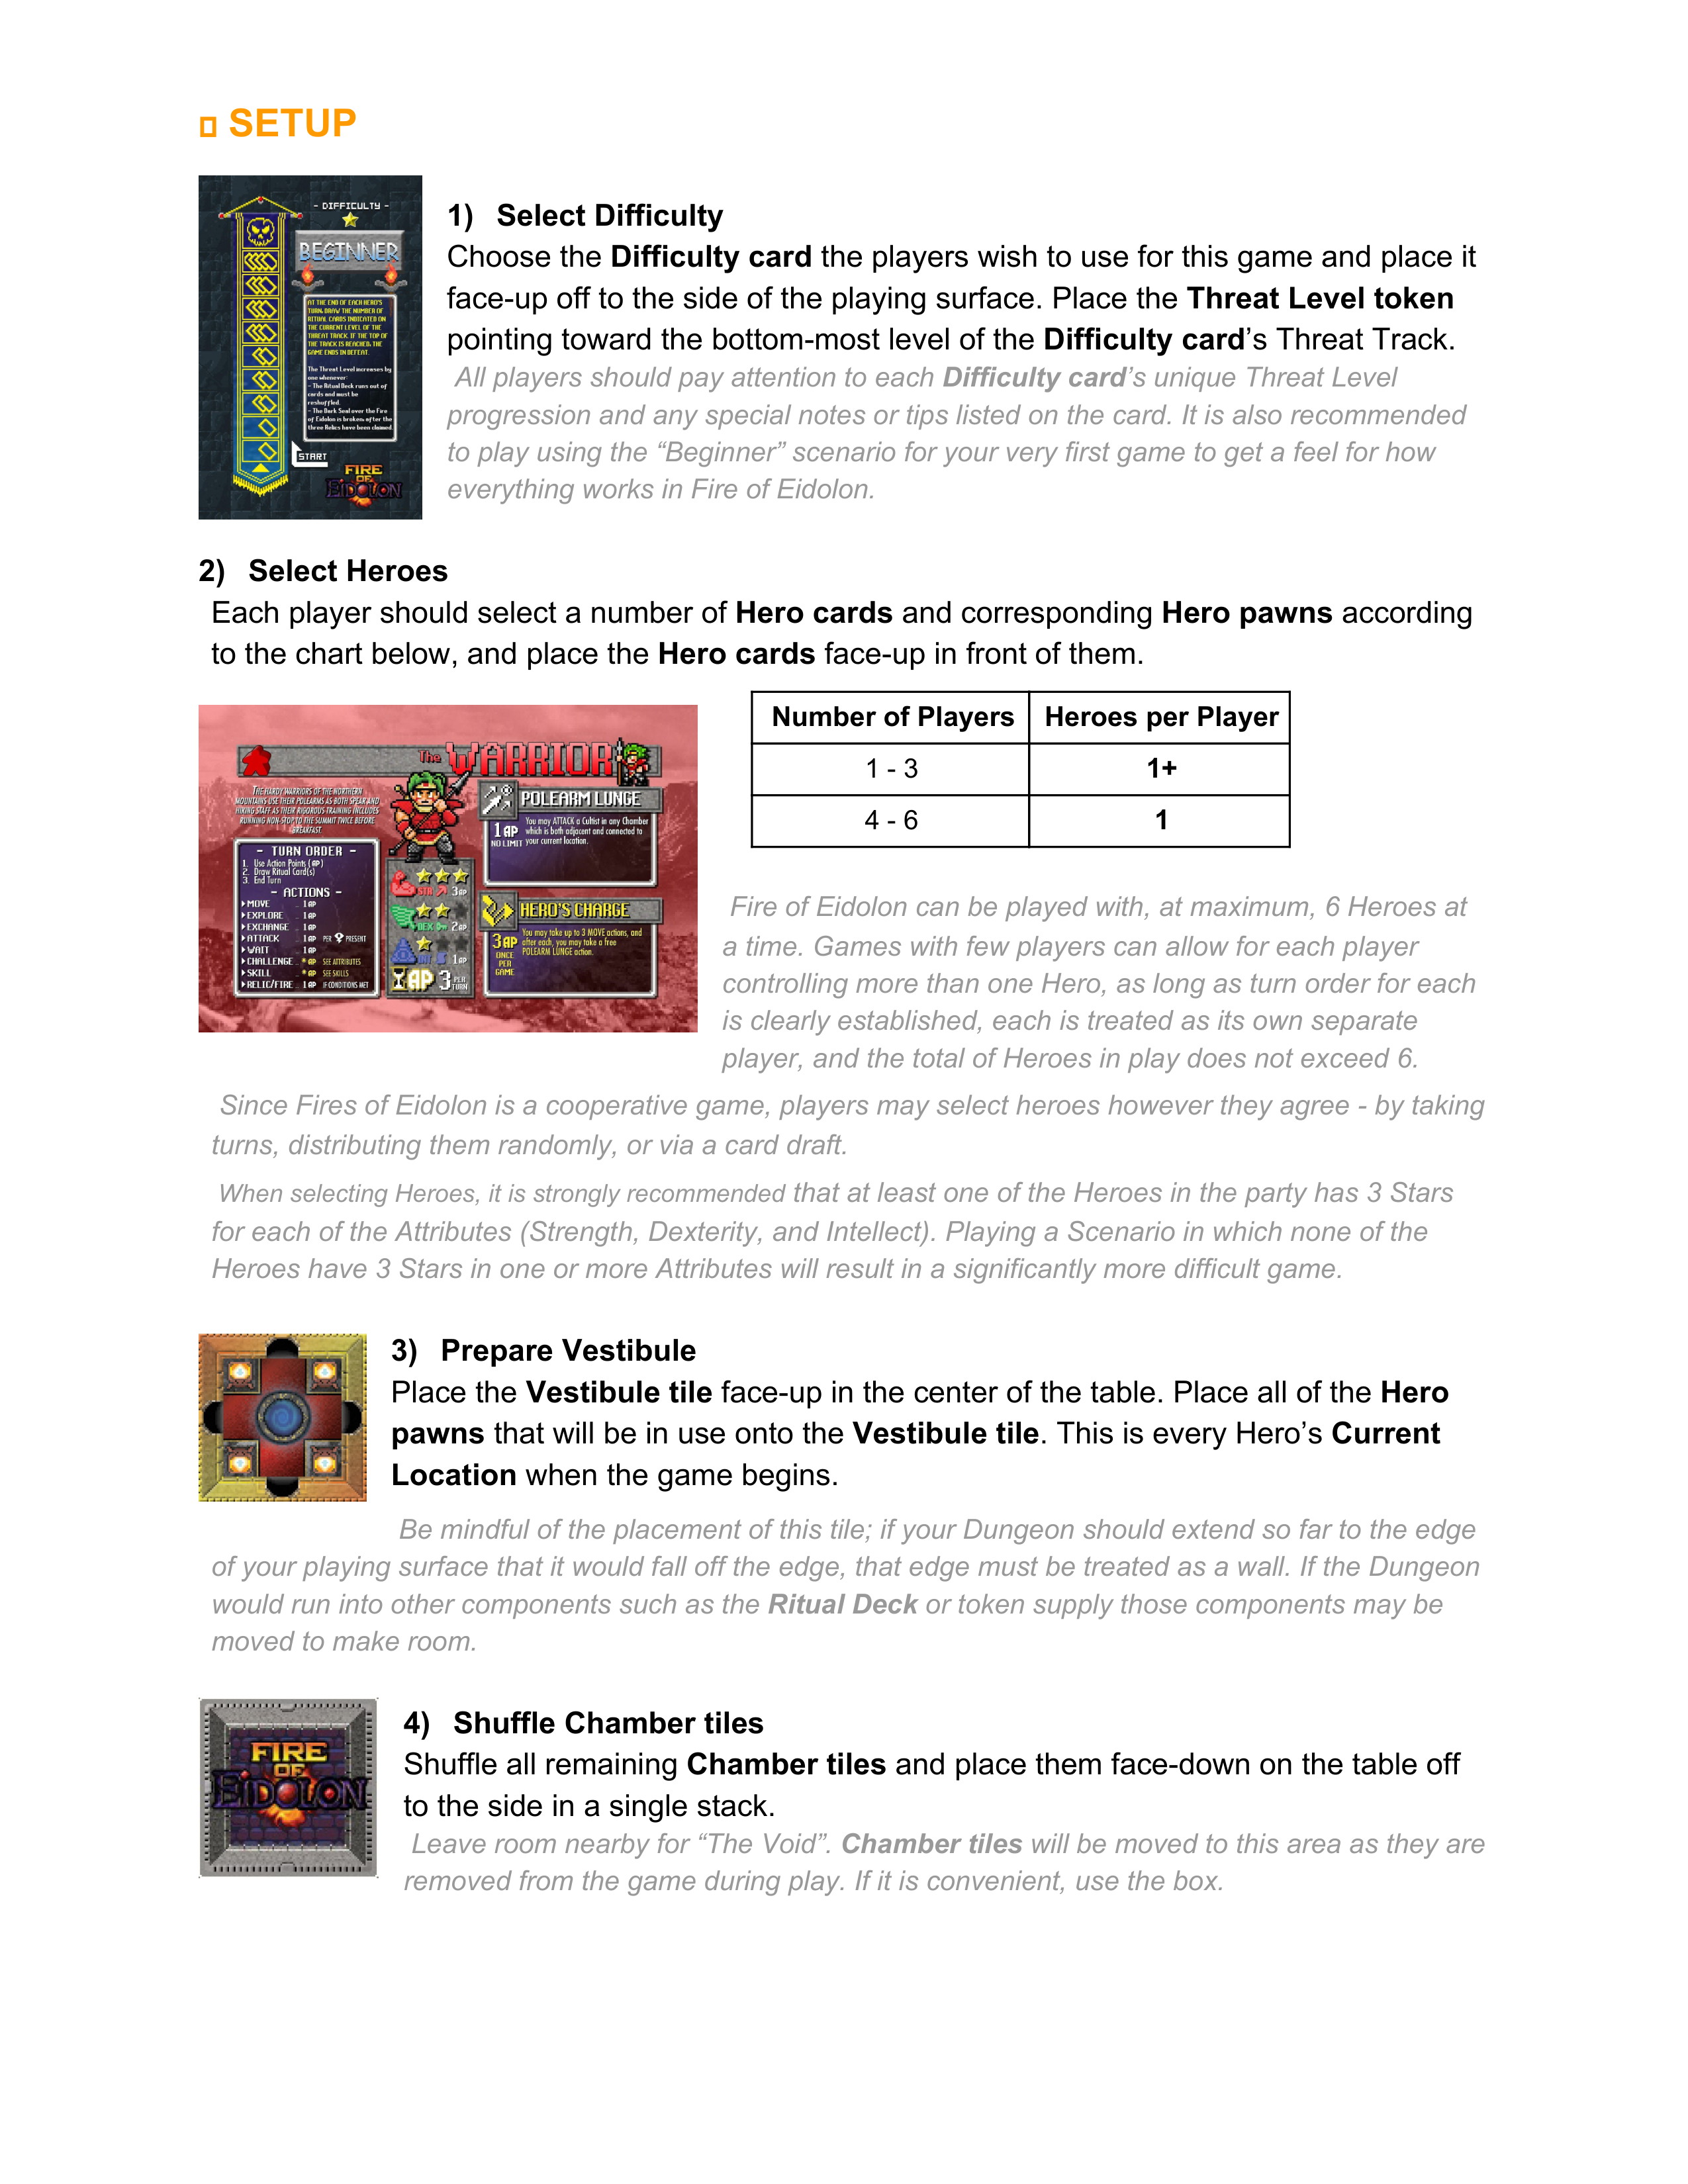 SETUP
- DIFFICULTY -
BEGINNER
AT THE END OF EACH HERO'S
TURN, DRAW THE NUMBER OF
RITUAL CARDS INDICATED ON
THE CURRENT LEVEL OF THE
THREAT TRACK. IF THE TOP OF
THE TRACK IS REACHED, THE
GAME ENDS IN DEFEAT.
The Threat Level increases by
one whenever:
- The Ritual Deck runs out of
cards and must be
reshuffled.
- The Dark Seal over the Fire
of Eidolon is broken after the
three Relics have been claimed.
START
FIRE
OF
EIDOLON
1) Select Difficulty
Choose the Difficulty card the players wish to use for this game and place it
face-up off to the side of the playing surface. Place the Threat Level token
pointing toward the bottom-most level of the Difficulty card’s Threat Track.
All players should pay attention to each Difficulty card’s unique Threat Level
progression and any special notes or tips listed on the card. It is also recommended
to play using the “Beginner” scenario for your very first game to get a feel for how
everything works in Fire of Eidolon.
2) Select Heroes
Each player should select a number of Hero cards and corresponding Hero pawns according
to the chart below, and place the Hero cards face-up in front of them.
The WARRIOR
THE HARDY WARRIORS OF THE NORTHERN
MOUNTAINS USE THEIR POLEARMS AS BOTH SPEAR AND
HIKING STAFF AS THEIR RIGOROUS TRAINING INCLUDES
RUNNING NON-STOP TO THE SUMMIT TWICE BEFORE
BREAKFAST.
- TURN ORDER -
1. Use Action Points (AP)
2. Draw Ritual Card(s)
3. End Turn
- ACTIONS -
MOVE 1 AP
EXPLORE 1 AP
EXCHANGE 1 AP
ATTACK 1 AP PER PRESENT
WAIT 1 AP
CHALLENGE * AP SEE ATTRIBUTES
SKILL * AP SEE SKILLS
RELIC/FIRE 1 AP IF CONDITIONS MET
STR 3 AP
DEX 2 AP
INT 1 AP
AP 3 PER TURN
POLEARM LUNGE
1 AP
NO LIMIT
You may ATTACK a Cultist in any Chamber
which is both adjacent and connected to
your current location.
HERO'S CHARGE
3 AP
ONCE
PER
GAME
You may take up to 3 MOVE actions, and
after each, you may take a free
POLEARM LUNGE action.
Number of Players Heroes per Player
1 - 3 1+
4 - 6 1
Fire of Eidolon can be played with, at maximum, 6 Heroes at
a time. Games with few players can allow for each player
controlling more than one Hero, as long as turn order for each
is clearly established, each is treated as its own separate
player, and the total of Heroes in play does not exceed 6.
Since Fires of Eidolon is a cooperative game, players may select heroes however they agree - by taking
turns, distributing them randomly, or via a card draft.
When selecting Heroes, it is strongly recommended that at least one of the Heroes in the party has 3 Stars
for each of the Attributes (Strength, Dexterity, and Intellect). Playing a Scenario in which none of the
Heroes have 3 Stars in one or more Attributes will result in a significantly more difficult game.
3) Prepare Vestibule
Place the Vestibule tile face-up in the center of the table. Place all of the Hero
pawns that will be in use onto the Vestibule tile. This is every Hero’s Current
Location when the game begins.
Be mindful of the placement of this tile; if your Dungeon should extend so far to the edge
of your playing surface that it would fall off the edge, that edge must be treated as a wall. If the Dungeon
would run into other components such as the Ritual Deck or token supply those components may be
moved to make room.
FIRE
OF
EIDOLON
4) Shuffle Chamber tiles
Shuffle all remaining Chamber tiles and place them face-down on the table off
to the side in a single stack.
Leave room nearby for “The Void”. Chamber tiles will be moved to this area as they are
removed from the game during play. If it is convenient, use the box.